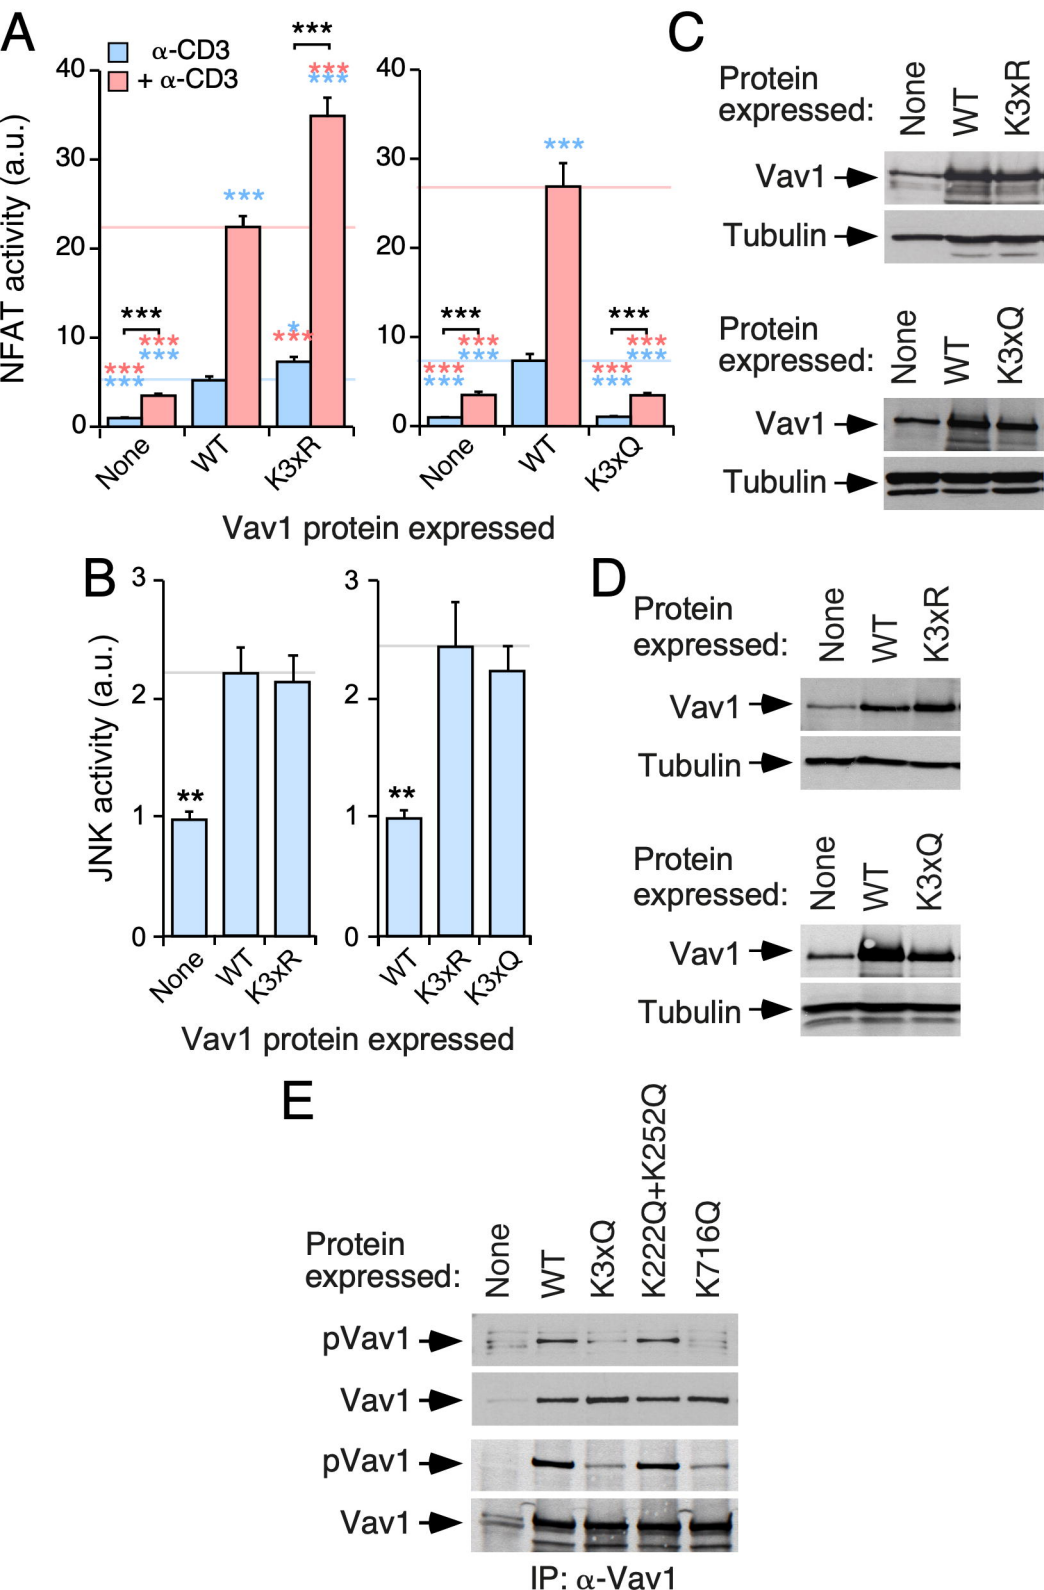 A
α-CD3
+ α-CD3
NFAT activity (a.u.)
40
30
20
10
0
***
***
***
***
***
***
***
***
***
*
***
None
WT
K3xR
40
30
20
10
0
***
***
***
***
***
***
***
***
***
***
***
None
WT
K3xQ
Vav1 protein expressed
B
JNK activity (a.u.)
3
2
1
0
**
None
WT
K3xR
3
2
1
0
**
WT
K3xR
K3xQ
Vav1 protein expressed
C
Protein
expressed:
None
WT
K3xR
Vav1
Tubulin
Protein
expressed:
None
WT
K3xQ
Vav1
Tubulin
D
Protein
expressed:
None
WT
K3xR
Vav1
Tubulin
Protein
expressed:
None
WT
K3xQ
Vav1
Tubulin
E
Protein
expressed:
None
WT
K3xQ
K222Q+K252Q
K716Q
pVav1
Vav1
pVav1
Vav1
IP: α-Vav1